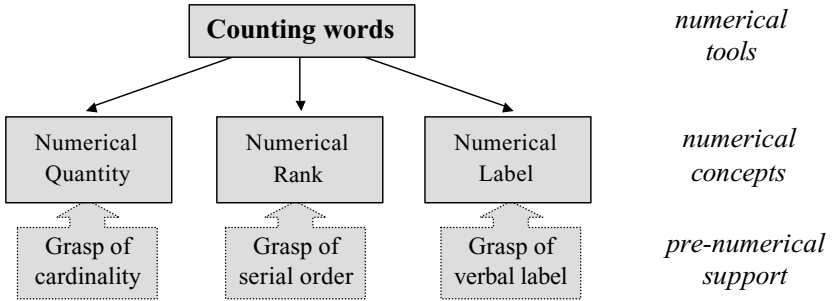 Counting words
numerical
tools
Numerical
Quantity
Numerical
Rank
Numerical
Label
numerical
concepts
Grasp of
cardinality
Grasp of
serial order
Grasp of
verbal label
pre-numerical
support